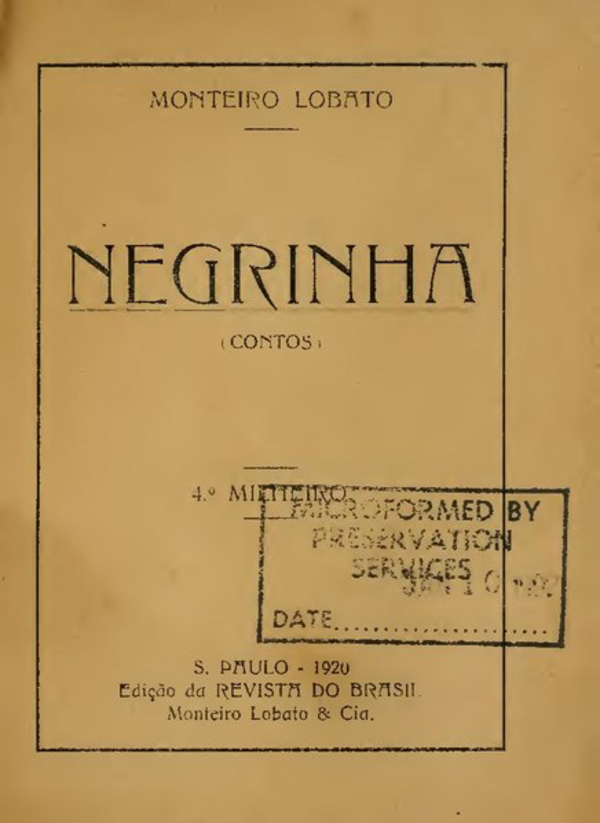 MONTEIRO LOBATO
NEGRINHA
(CONTOS)
4.º MILHEIRO
MICROFORMED BY
PRESERVATION
SERVICES
DATE
S. PAULO - 1920
Edição da REVISTA DO BRASIL
Monteiro Lobato & Cia.